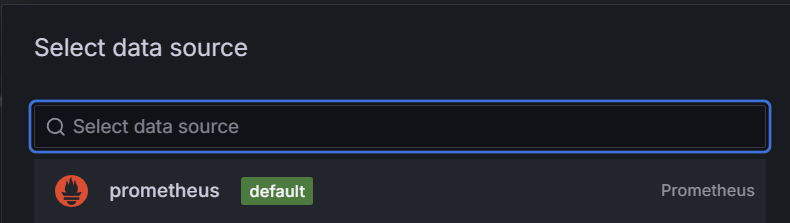 Select data source
Select data source
prometheus default Prometheus